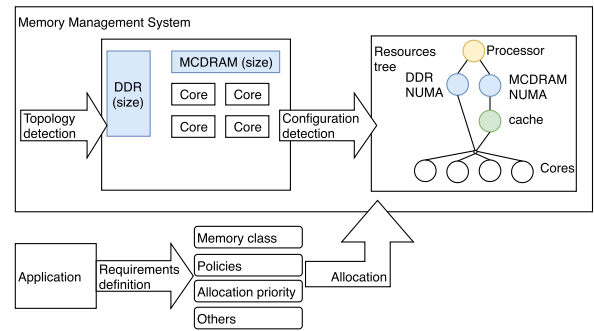 Memory Management System
Topology
detection
DDR
(size)
MCDRAM (size)
Core
Core
Core
Core
Configuration
detection
Resources
tree
Processor
DDR
NUMA
MCDRAM
NUMA
cache
Cores
Application
Requirements
definition
Memory class
Policies
Allocation priority
Others
Allocation